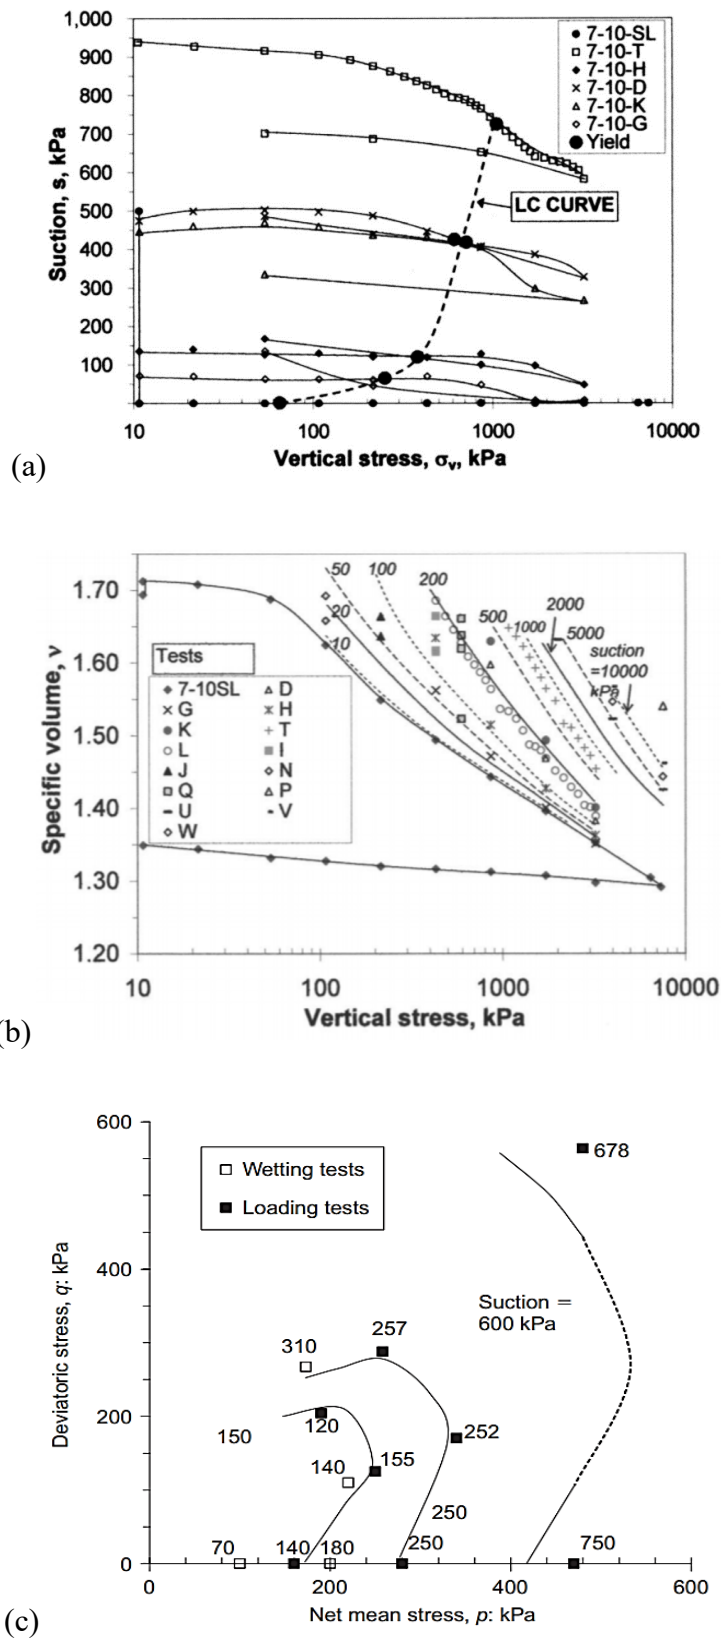 1,000
900
800
700
600
500
400
300
200
100
Suction, s, kPa
7-10-SL
7-10-T
7-10-H
7-10-D
7-10-K
7-10-G
Yield
LC CURVE
10 100 1000 10000
Vertical stress, σv, kPa
(a)
1.70
1.60
1.50
1.40
1.30
1.20
Specific volume, v
50 100 200
20
10
500 1000 2000 5000
suction
=10000
kPa
Tests
7-10SL D
G H
K T
L I
J N
Q P
U V
W
10 100 1000 10000
Vertical stress, kPa
(b)
600
400
200
0
Deviatoric stress, q: kPa
Wetting tests
Loading tests
678
Suction =
600 kPa
310 257
150 120 252
140 155
250
70 140 180 250 750
0 200 400 600
Net mean stress, p: kPa
(c)